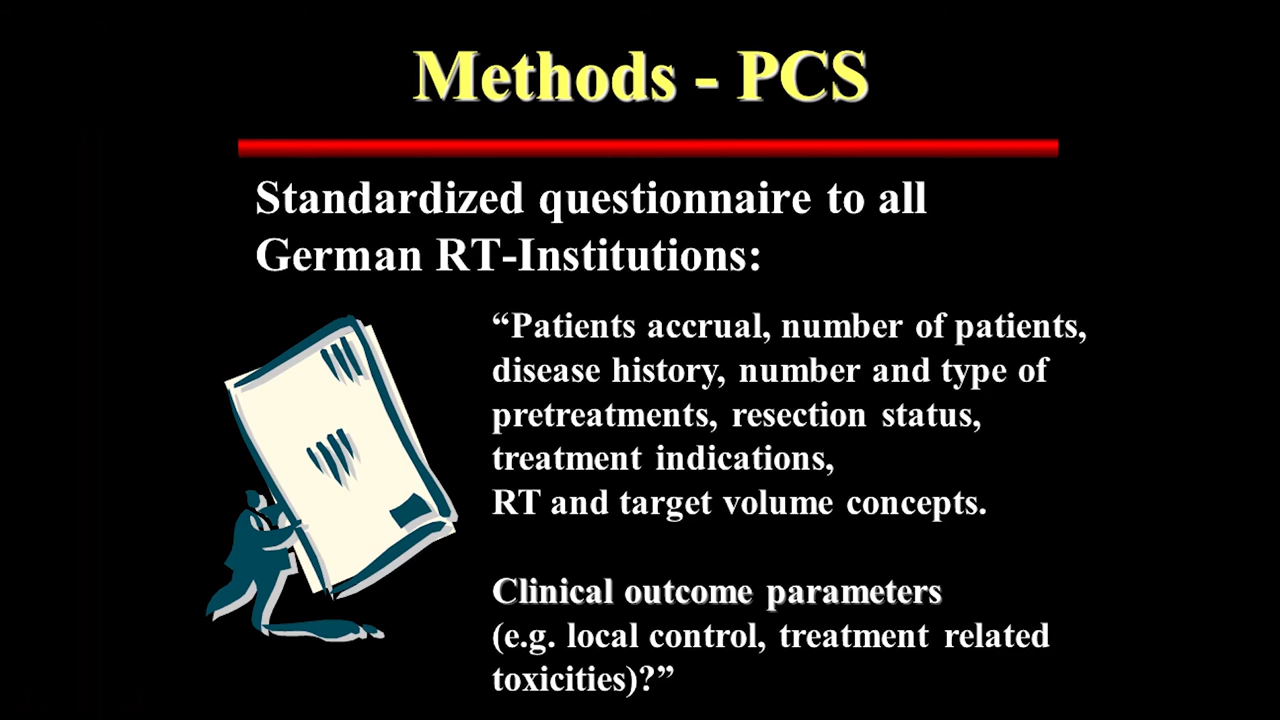 Methods - PCS
Standardized questionnaire to all
German RT-Institutions:
“Patients accrual, number of patients,
disease history, number and type of
pretreatments, resection status,
treatment indications,
RT and target volume concepts.
Clinical outcome parameters
(e.g. local control, treatment related
toxicities)?”